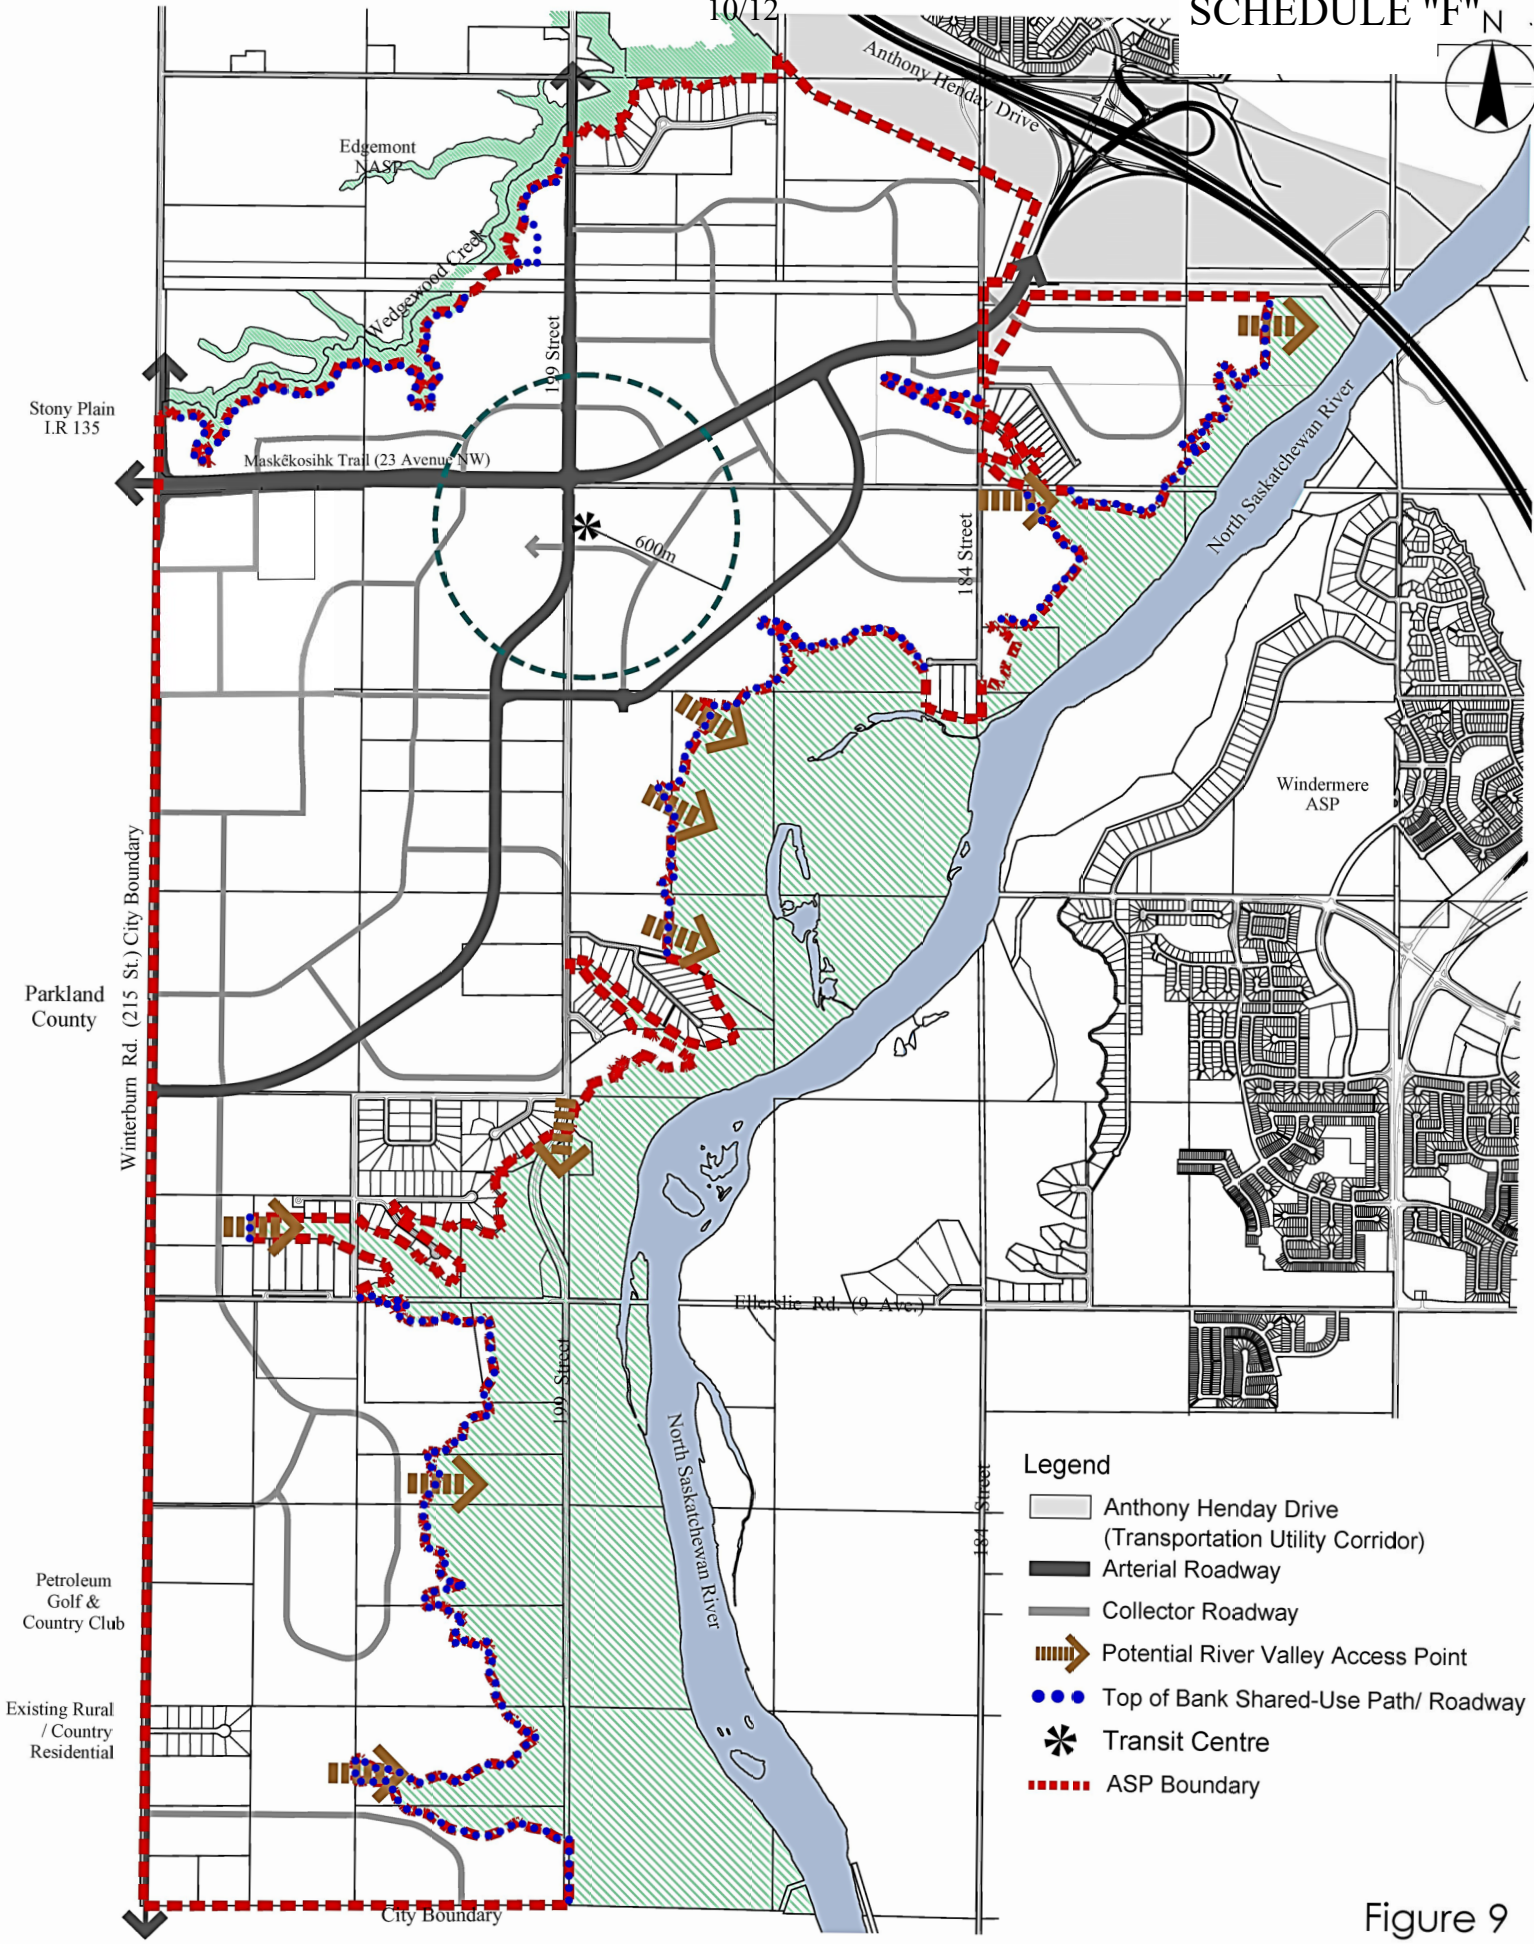 10/12
SCHEDULE "F"
N
Anthony Henday Drive
Edgemont
NASP
Wedgewood Creek
199 Street
Stony Plain
I.R 135
Maskêkosihk Trail (23 Avenue NW)
North Saskatchewan River
184 Street
600m
Windermere
ASP
Winterburn Rd. (215 St.) City Boundary
Parkland
County
Ellerslie Rd. (9 Ave.)
199 Street
North Saskatchewan River
184 Street
Legend
Anthony Henday Drive
(Transportation Utility Corridor)
Arterial Roadway
Collector Roadway
Potential River Valley Access Point
Top of Bank Shared-Use Path/ Roadway
Transit Centre
ASP Boundary
Petroleum
Golf &
Country Club
Existing Rural
/ Country
Residential
City Boundary
Figure 9